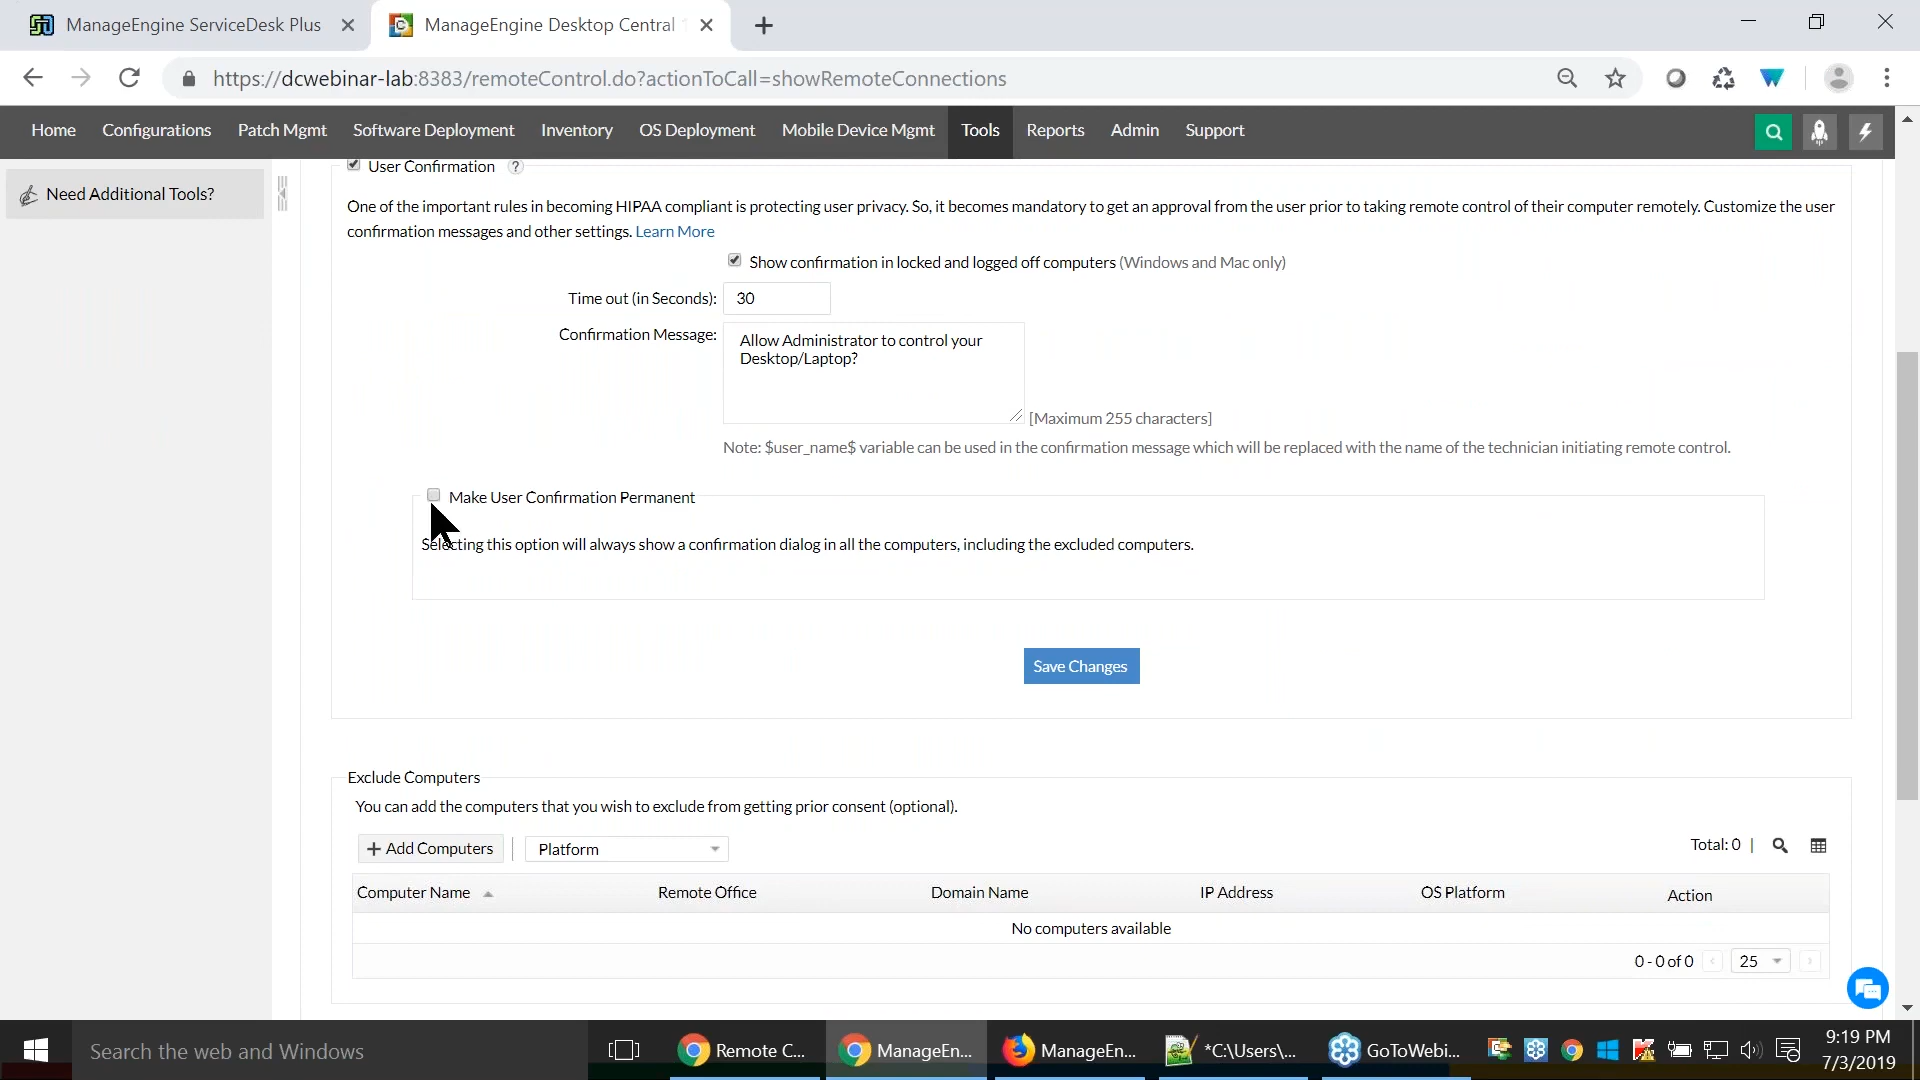 ManageEngine ServiceDesk Plus
ManageEngine Desktop Central
https://dcwebinar-lab:8383/remoteControl.do?actionToCall=showRemoteConnections
Home Configurations Patch Mgmt Software Deployment Inventory OS Deployment Mobile Device Mgmt Tools Reports Admin Support
Need Additional Tools?
User Confirmation ?
One of the important rules in becoming HIPAA compliant is protecting user privacy. So, it becomes mandatory to get an approval from the user prior to taking remote control of their computer remotely. Customize the user
confirmation messages and other settings. Learn More
Show confirmation in locked and logged off computers (Windows and Mac only)
Time out (in Seconds): 30
Confirmation Message: Allow Administrator to control your
Desktop/Laptop?
[Maximum 255 characters]
Note: $user_name$ variable can be used in the confirmation message which will be replaced with the name of the technician initiating remote control.
Make User Confirmation Permanent
Selecting this option will always show a confirmation dialog in all the computers, including the excluded computers.
Save Changes
Exclude Computers
You can add the computers that you wish to exclude from getting prior consent (optional).
+ Add Computers | Platform Total: 0 |
Computer Name Remote Office Domain Name IP Address OS Platform Action
No computers available
0 - 0 of 0 25
Search the web and Windows Remote C... ManageEn... ManageEn... *C:\Users\... GoToWebi... 9:19 PM
7/3/2019